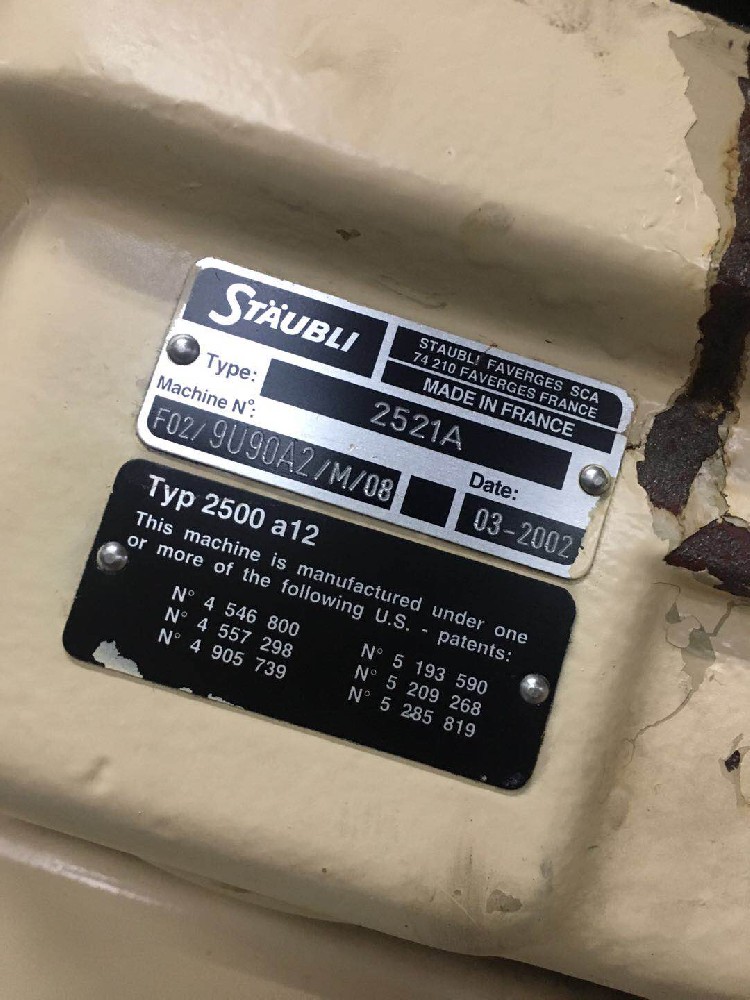 STÄUBLI
STAUBLI FAVERGES SCA
74 210 FAVERGES FRANCE
MADE IN FRANCE
Type: 2521A
Machine N°:
F02/9U90A2/M/08
Date:
03-2002
Typ 2500 a12
This machine is manufactured under one
or more of the following U.S. - patents:
N° 4 546 800
N° 4 557 298
N° 4 905 739
N° 5 193 590
N° 5 209 268
N° 5 285 819